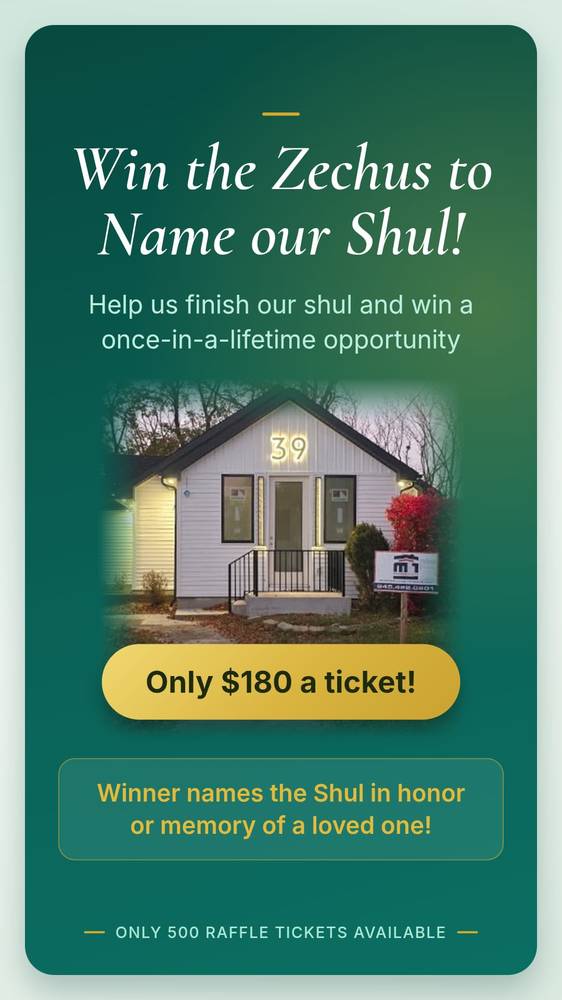 Win the Zechus to
Name our Shul!
Help us finish our shul and win a
once-in-a-lifetime opportunity
39
Only $180 a ticket!
Winner names the Shul in honor
or memory of a loved one!
ONLY 500 RAFFLE TICKETS AVAILABLE